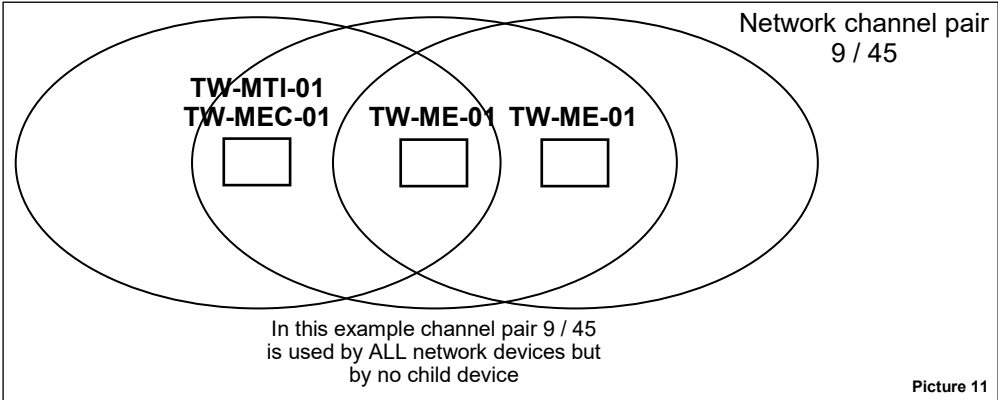 Network channel pair
9 / 45
TW-MTI-01
TW-MEC-01
TW-ME-01
TW-ME-01
In this example channel pair 9 / 45
is used by ALL network devices but
by no child device
Picture 11